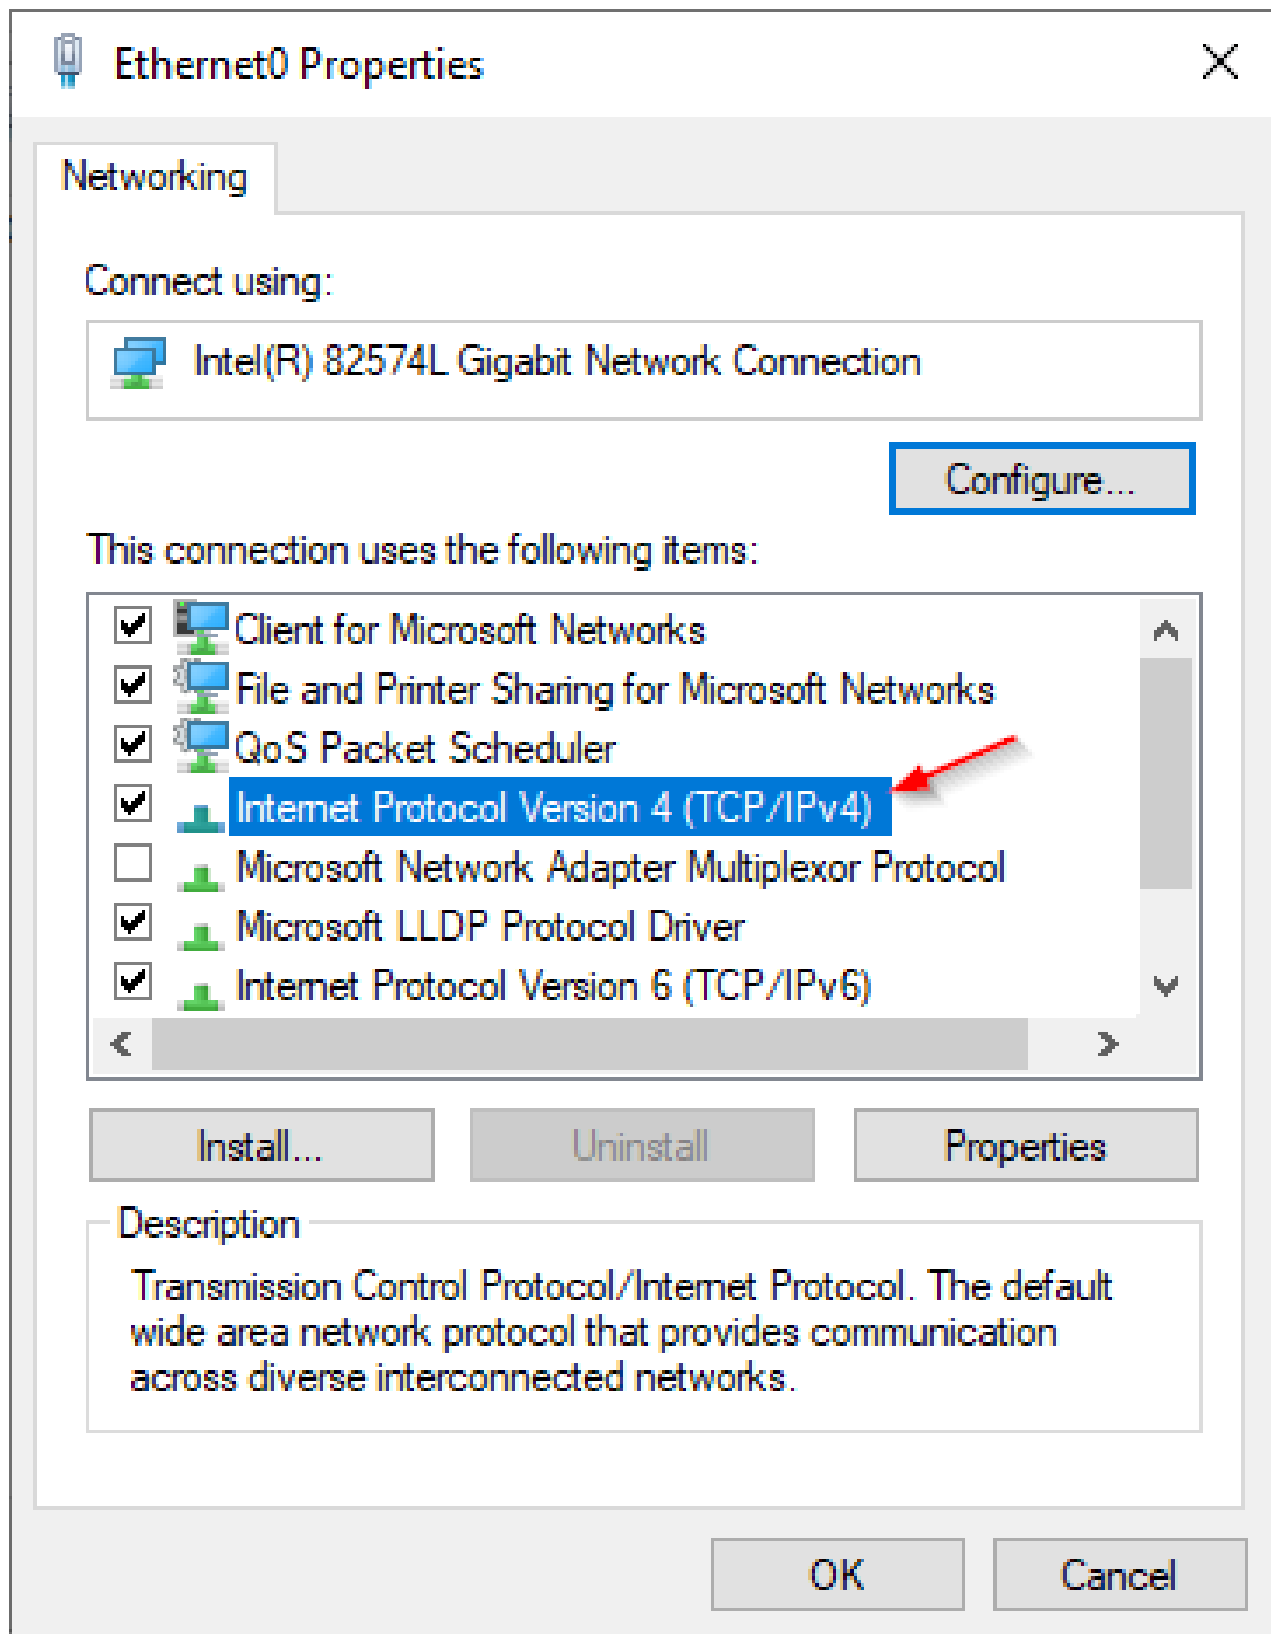 Ethernet0 Properties
Networking
Connect using:
Intel(R) 82574L Gigabit Network Connection
Configure...
This connection uses the following items:
Client for Microsoft Networks
File and Printer Sharing for Microsoft Networks
QoS Packet Scheduler
Internet Protocol Version 4 (TCP/IPv4)
Microsoft Network Adapter Multiplexor Protocol
Microsoft LLDP Protocol Driver
Internet Protocol Version 6 (TCP/IPv6)
Install... Uninstall Properties
Description
Transmission Control Protocol/Internet Protocol. The default
wide area network protocol that provides communication
across diverse interconnected networks.
OK Cancel